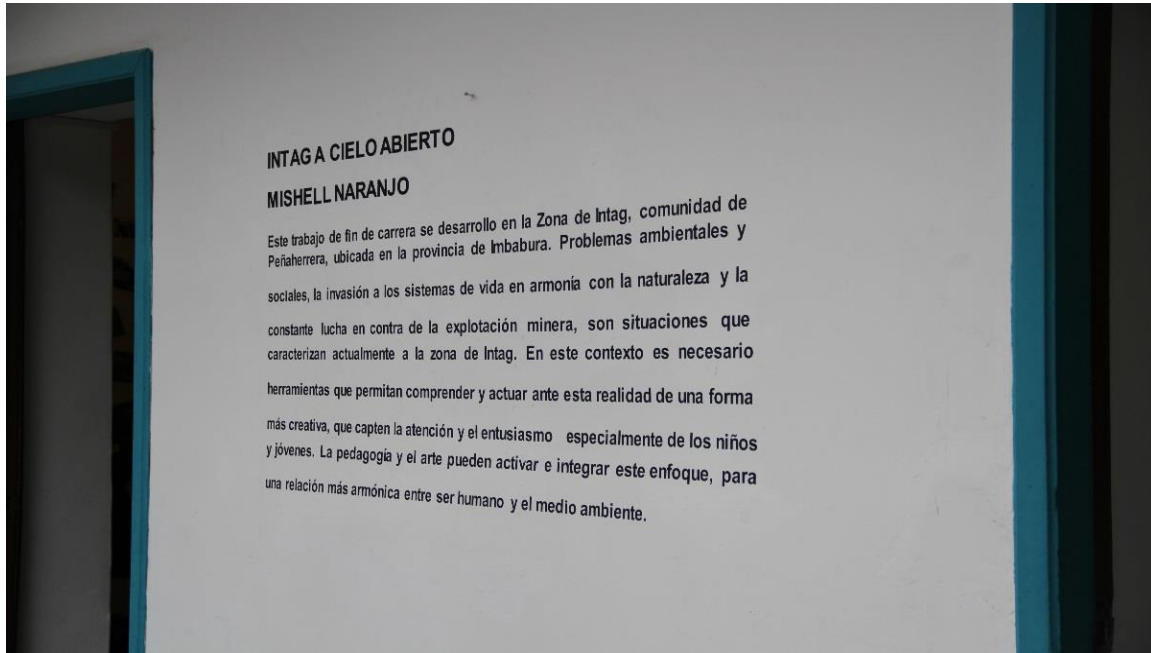 INTAG A CIELO ABIERTO
MISHELL NARANJO
Este trabajo de fin de carrera se desarrollo en la Zona de Intag, comunidad de
Peñaherrera, ubicada en la provincia de Imbabura. Problemas ambientales y
sociales, la invasión a los sistemas de vida en armonía con la naturaleza y la
constante lucha en contra de la explotación minera, son situaciones que
caracterizan actualmente a la zona de Intag. En este contexto es necesario
herramientas que permitan comprender y actuar ante esta realidad de una forma
más creativa, que capten la atención y el entusiasmo especialmente de los niños
y jóvenes. La pedagogía y el arte pueden activar e integrar este enfoque, para
una relación más armónica entre ser humano y el medio ambiente.